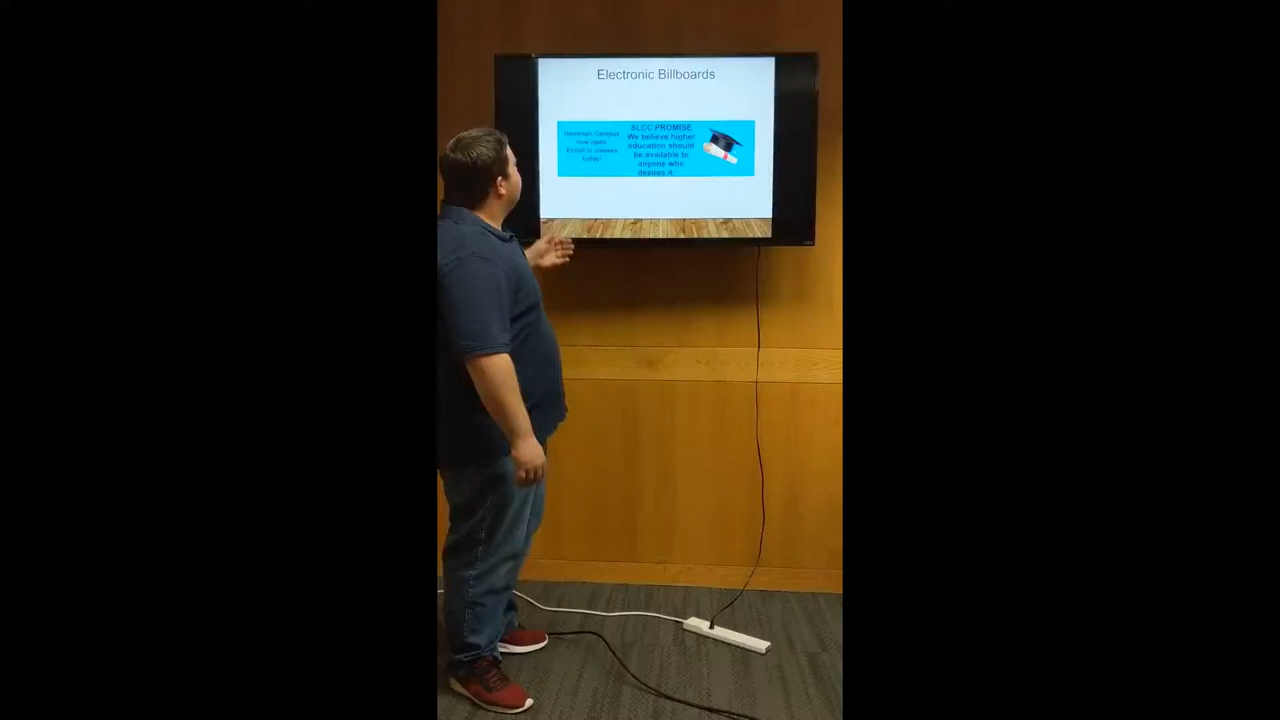 Electronic Billboards
Herriman Campus
now open.
Enroll in classes
today!
SLCC PROMISE
We believe higher
education should
be available to
anyone who
desires it.